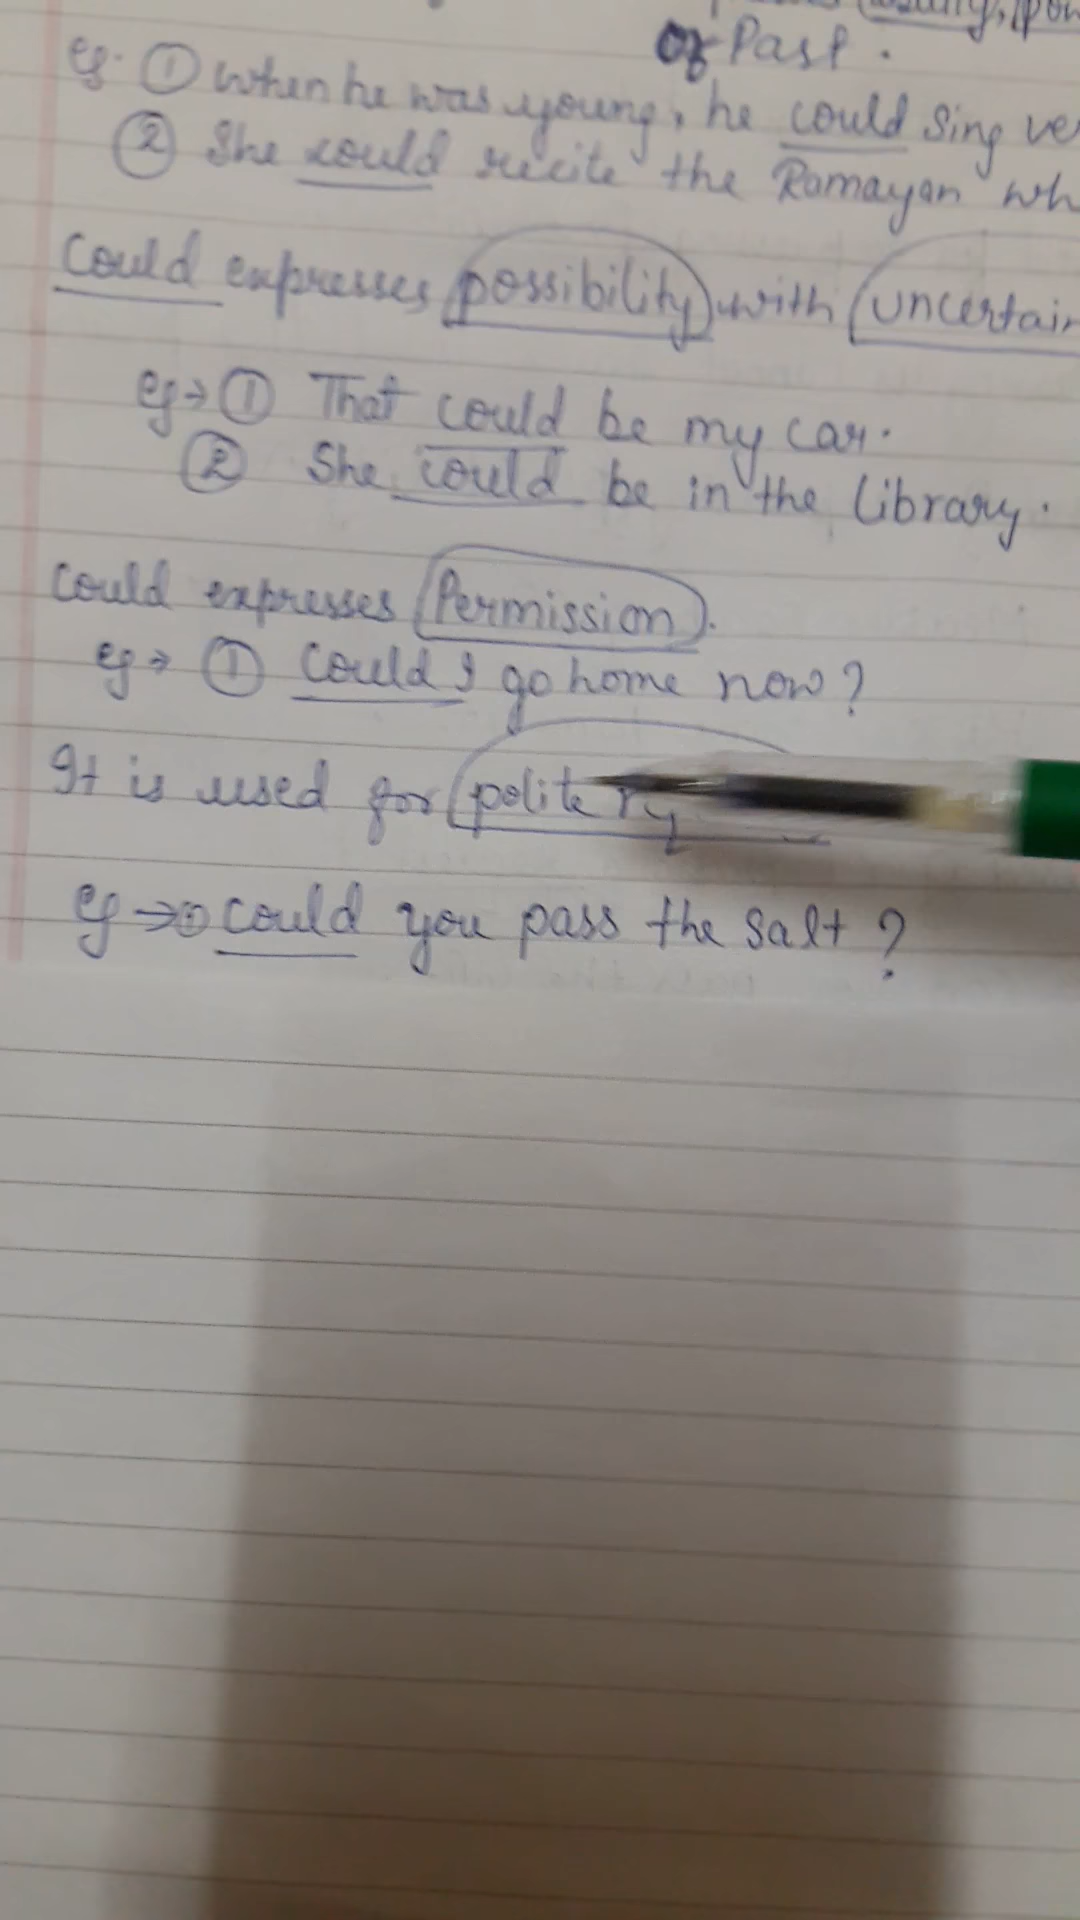 of Past.
eg. ① When he was young, he could sing
② She could recite the Ramayan
Could expresses possibility with
eg → ① That could be my car.
② She could be in the library.
Could expresses Permission.
eg → ① Could I go home now?
It is used for polite
eg → ① Could you pass the salt?